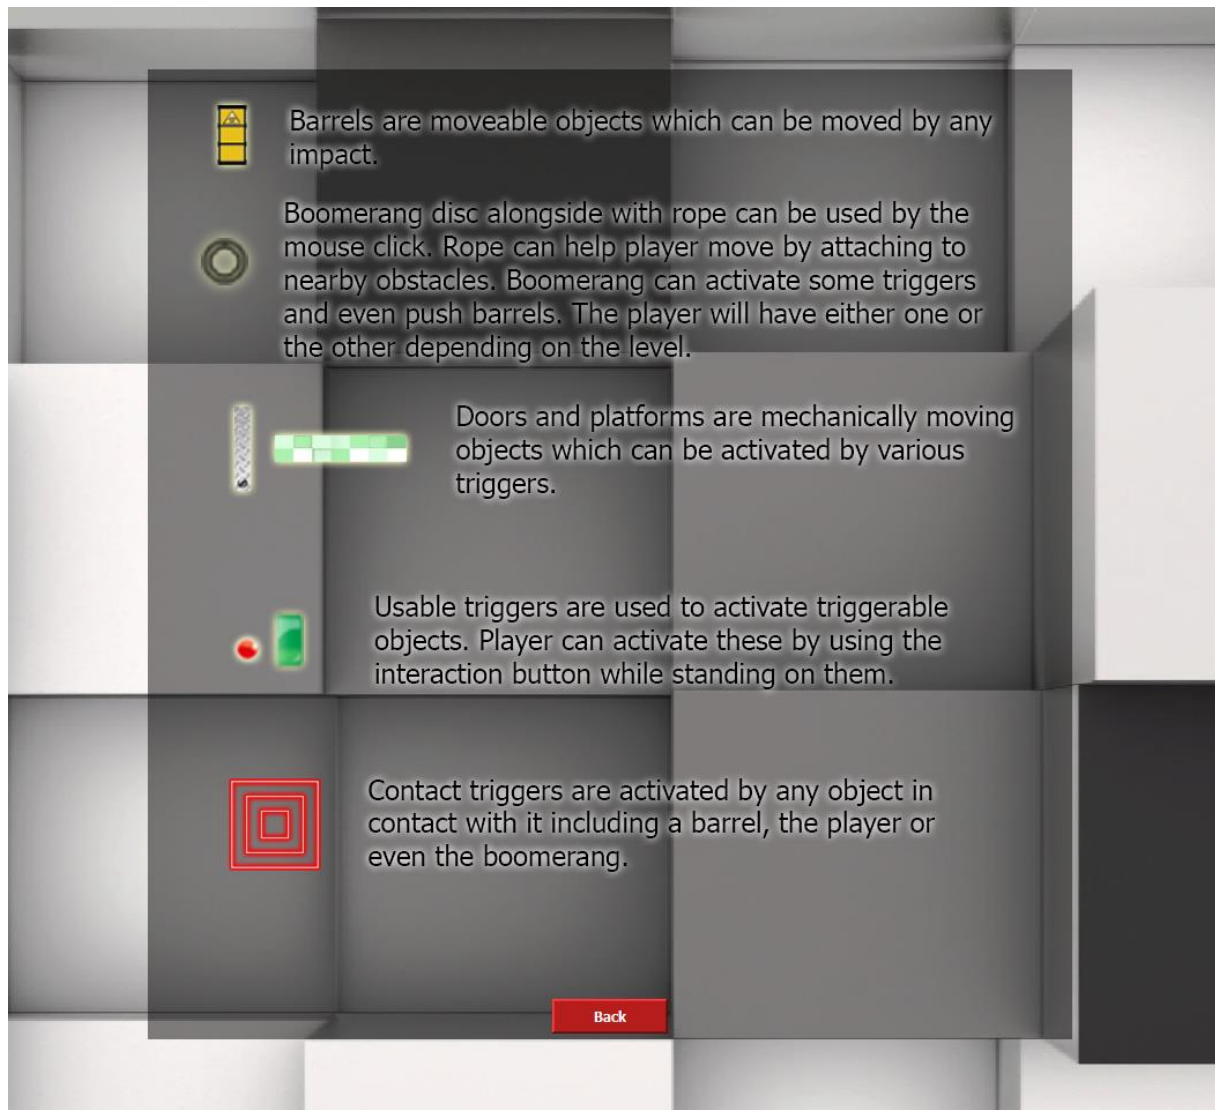 Barrels are moveable objects which can be moved by any
impact.
Boomerang disc alongside with rope can be used by the
mouse click. Rope can help player move by attaching to
nearby obstacles. Boomerang can activate some triggers
and even push barrels. The player will have either one or
the other depending on the level.
Doors and platforms are mechanically moving
objects which can be activated by various
triggers.
Usable triggers are used to activate triggerable
objects. Player can activate these by using the
interaction button while standing on them.
Contact triggers are activated by any object in
contact with it including a barrel, the player or
even the boomerang.
Back